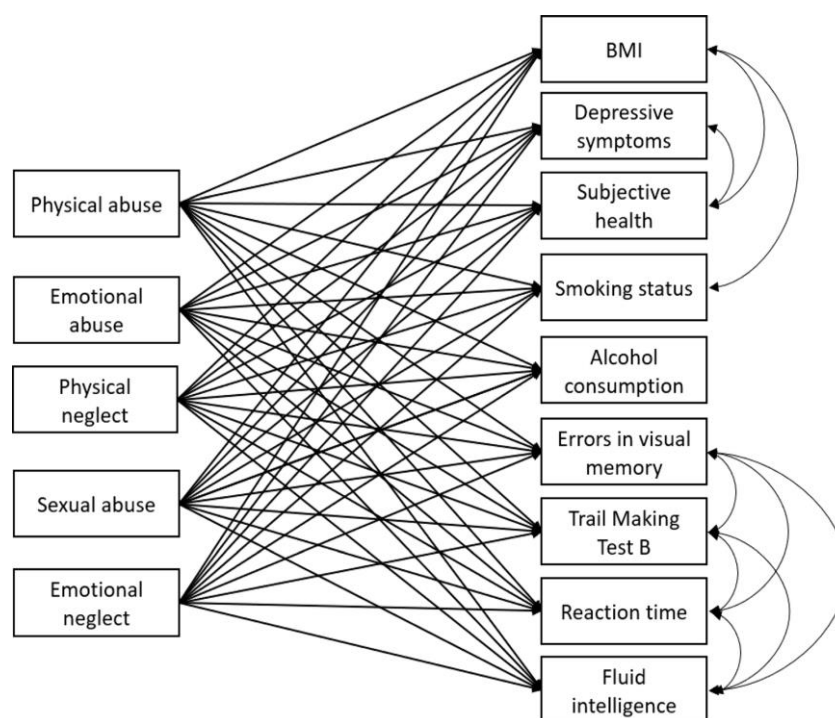 Physical abuse
Emotional
abuse
Physical
neglect
Sexual abuse
Emotional
neglect
BMI
Depressive
symptoms
Subjective
health
Smoking status
Alcohol
consumption
Errors in visual
memory
Trail Making
Test B
Reaction time
Fluid
intelligence